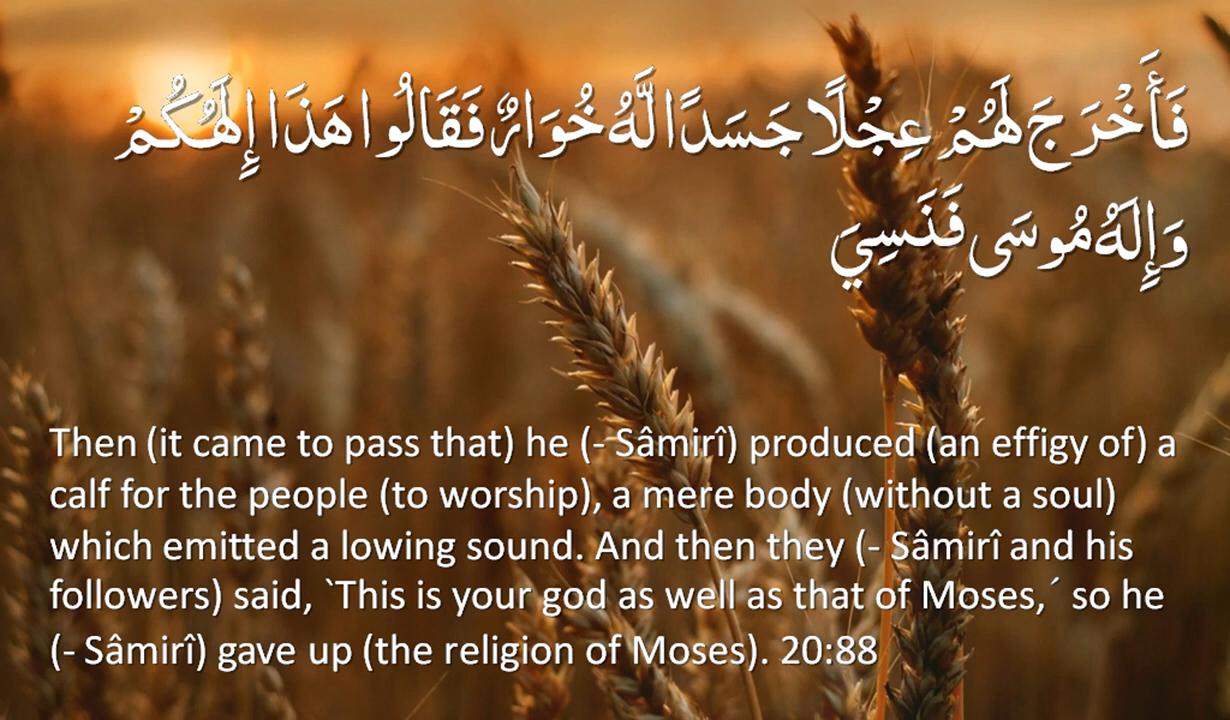 فَأَخْرَجَ لَهُمْ عِجْلًا جَسَدًا لَّهُ خُوَارٌ فَقَالُوا هَذَا إِلَهُكُمْ
وَإِلَهُ مُوسَى فَنَسِيَ
Then (it came to pass that) he (- Sâmirî) produced (an effigy of) a
calf for the people (to worship), a mere body (without a soul)
which emitted a lowing sound. And then they (- Sâmirî and his
followers) said, `This is your god as well as that of Moses,´ so he
(- Sâmirî) gave up (the religion of Moses). 20:88